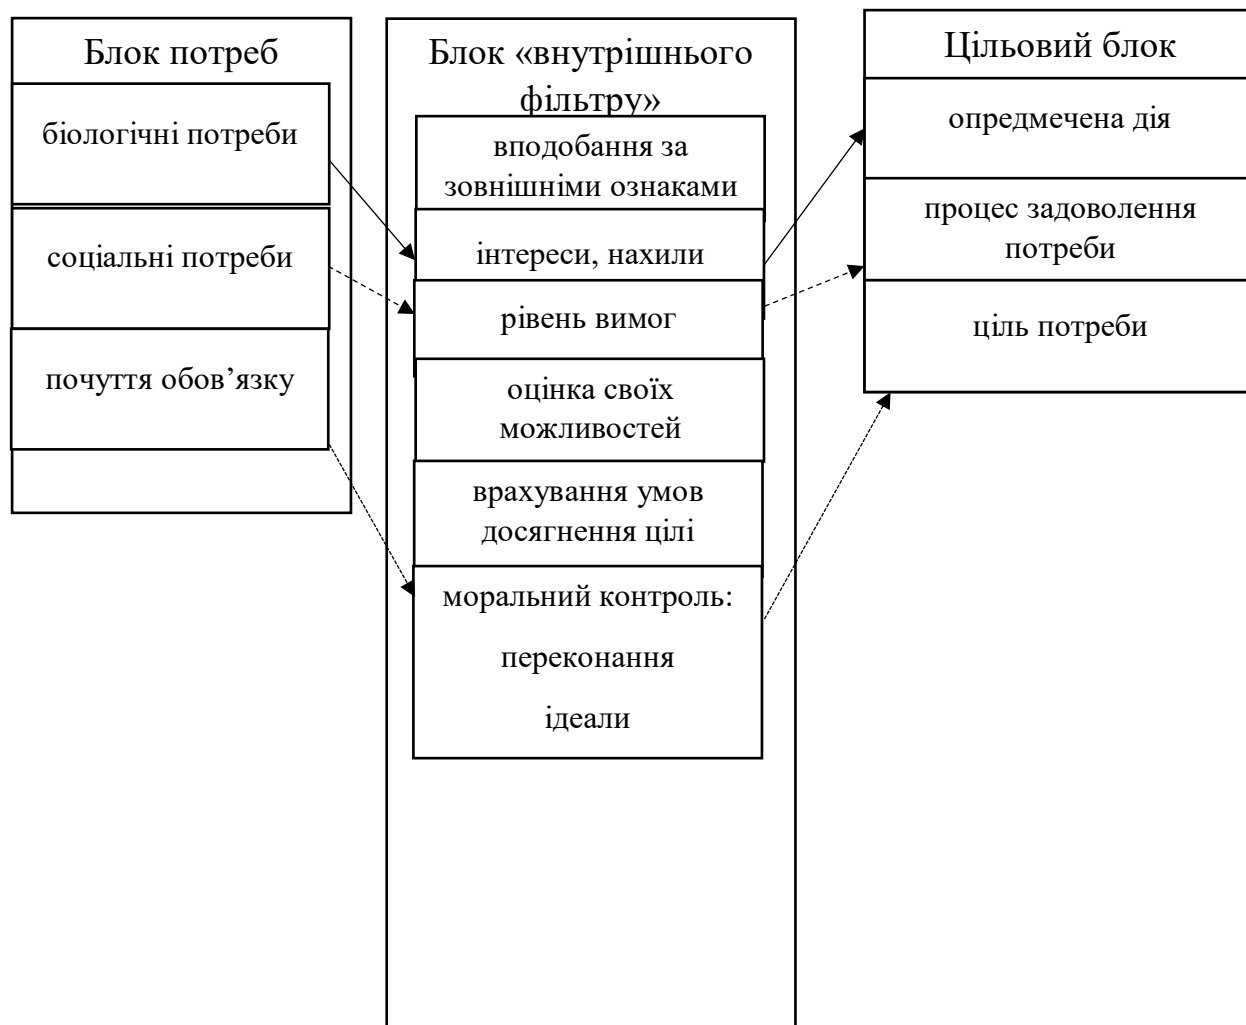 Блок потреб
біологічні потреби
соціальні потреби
почуття обов’язку
Блок «внутрішнього
фільтру»
вподобання за
зовнішніми ознаками
інтереси, нахили
рівень вимог
оцінка своїх
можливостей
врахування умов
досягнення цілі
моральний контроль:
переконання
ідеали
Цільовий блок
опредмечена дія
процес задоволення
потреби
ціль потреби